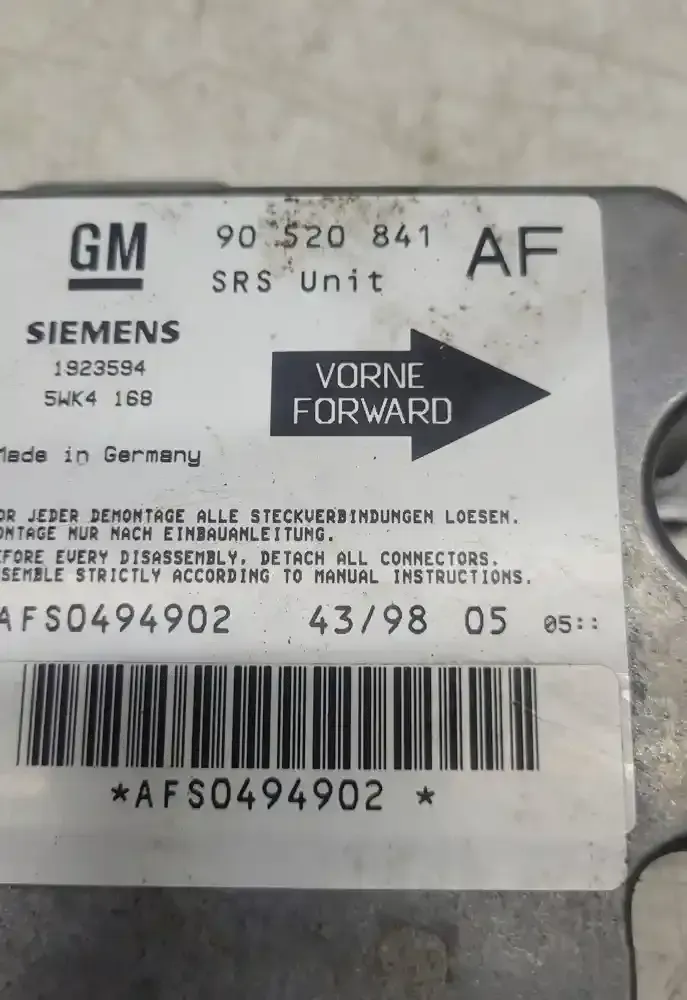 GM
90 520 841
AF
SRS Unit
SIEMENS
1923594
5WK4 168
VORNE
FORWARD
Made in Germany
OR JEDER DEMONTAGE ALLE STECKVERBINDUNGEN LOESEN.
ONTAGE NUR NACH EINBAUANLEITUNG.
EFORE EVERY DISASSEMBLY, DETACH ALL CONNECTORS.
SEMBLE STRICTLY ACCORDING TO MANUAL INSTRUCTIONS.
AFS0494902 43/98 05 05::
*AFS0494902 *